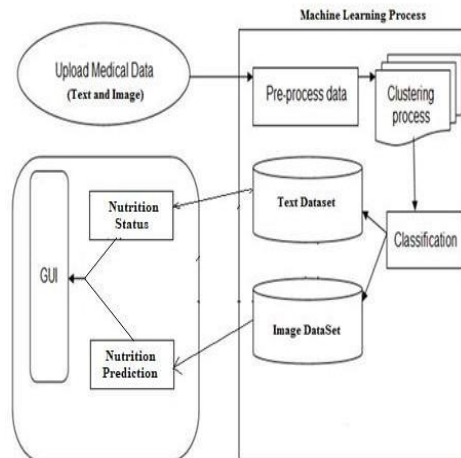 Machine Learning Process
Upload Medical Data
(Text and Image)
Pre-process data
Clustering
process
Nutrition
Status
Text Dataset
Classification
GUI
Image DataSet
Nutrition
Prediction